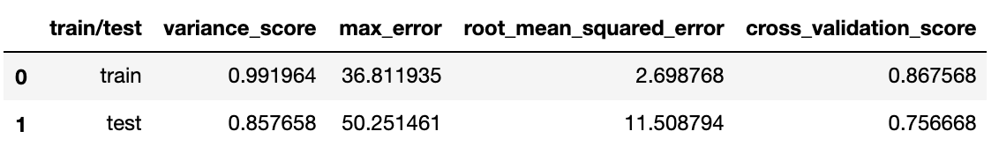 train/test variance_score max_error root_mean_squared_error cross_validation_score
0 train 0.991964 36.811935 2.698768 0.867568
1 test 0.857658 50.251461 11.508794 0.756668